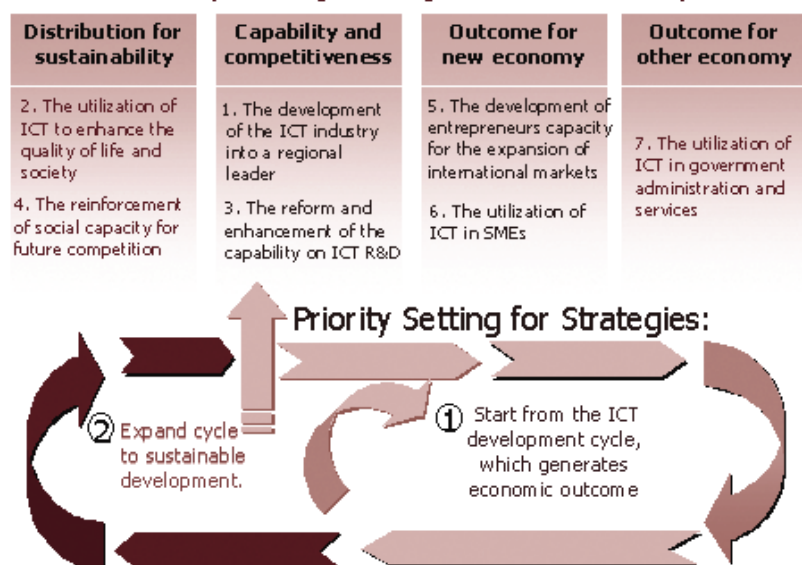 Distribution for
sustainability
2. The utilization of
ICT to enhance the
quality of life and
society
4. The reinforcement
of social capacity for
future competition
Capability and
competitiveness
1. The development
of the ICT industry
into a regional
leader
3. The reform and
enhancement of the
capability on ICT R&D
Outcome for
new economy
5. The development of
entrepreneurs capacity
for the expansion of
international markets
6. The utilization of
ICT in SMEs
Outcome for
other economy
7. The utilization of
ICT in government
administration and
services
Priority Setting for Strategies:
② Expand cycle
to sustainable
development.
① Start from the ICT
development cycle,
which generates
economic outcome